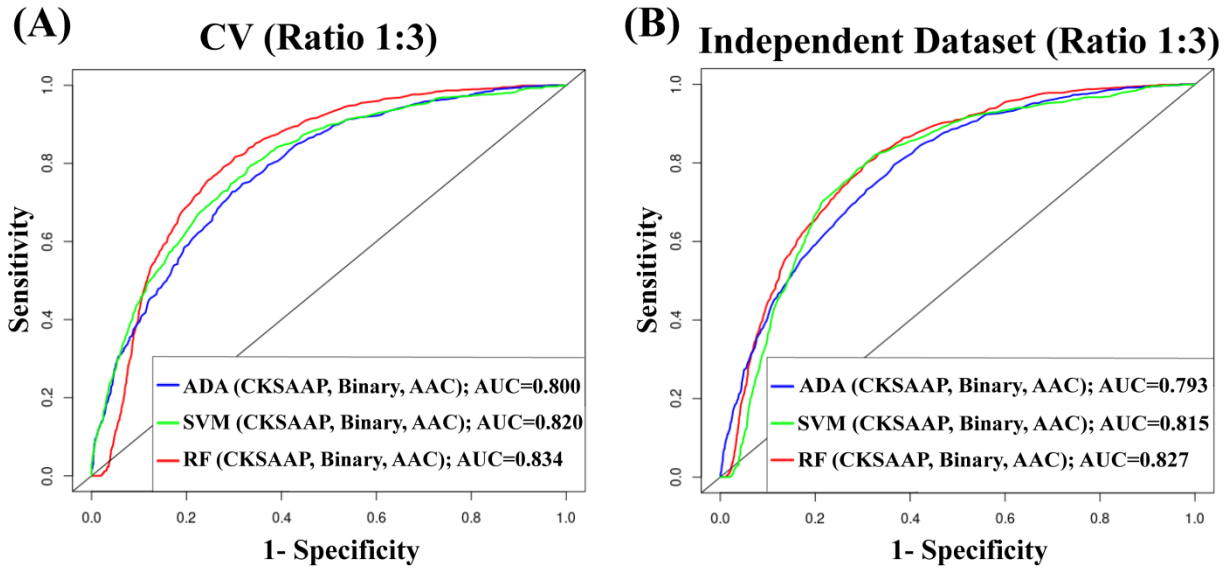 (A)
CV (Ratio 1:3)
Sensitivity
1.0
0.8
0.6
0.4
0.2
0.0
ADA (CKSAAP, Binary, AAC); AUC=0.800
SVM (CKSAAP, Binary, AAC); AUC=0.820
RF (CKSAAP, Binary, AAC); AUC=0.834
0.0 0.2 0.4 0.6 0.8 1.0
1- Specificity
(B)
Independent Dataset (Ratio 1:3)
Sensitivity
1.0
0.8
0.6
0.4
0.2
0.0
ADA (CKSAAP, Binary, AAC); AUC=0.793
SVM (CKSAAP, Binary, AAC); AUC=0.815
RF (CKSAAP, Binary, AAC); AUC=0.827
0.0 0.2 0.4 0.6 0.8 1.0
1- Specificity